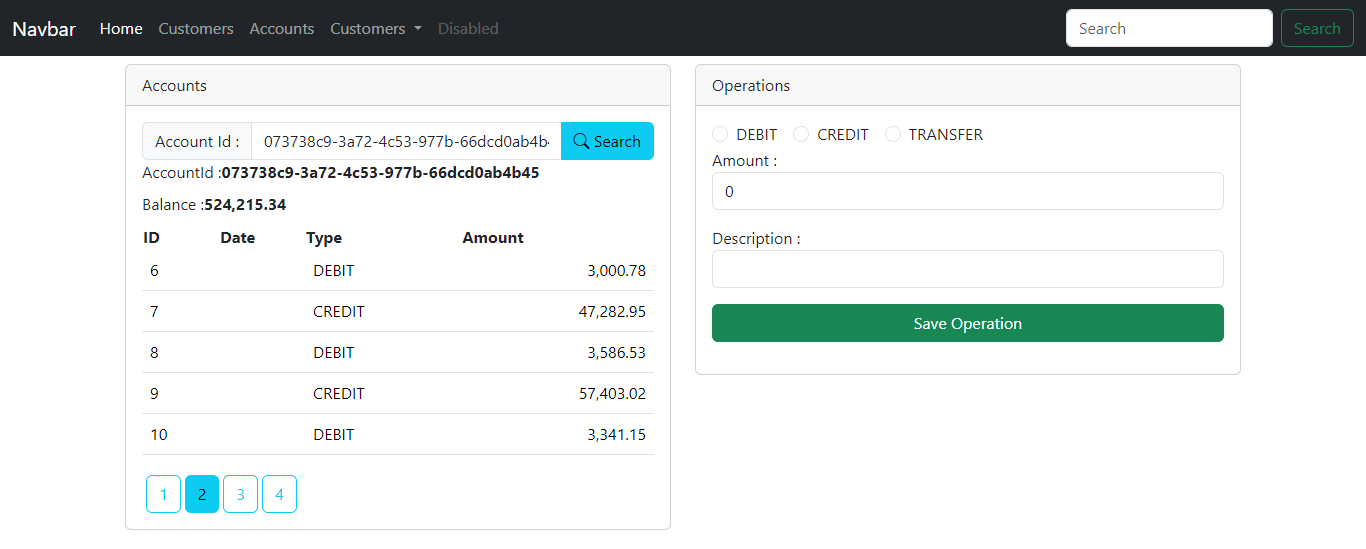 Navbar Home Customers Accounts Customers Disabled Search Search
Accounts
Account Id : 073738c9-3a72-4c53-977b-66dcd0ab4b Search
AccountId :073738c9-3a72-4c53-977b-66dcd0ab4b45
Balance :524,215.34
ID Date Type Amount
6 DEBIT 3,000.78
7 CREDIT 47,282.95
8 DEBIT 3,586.53
9 CREDIT 57,403.02
10 DEBIT 3,341.15
1 2 3 4
Operations
DEBIT CREDIT TRANSFER
Amount :
0
Description :
Save Operation